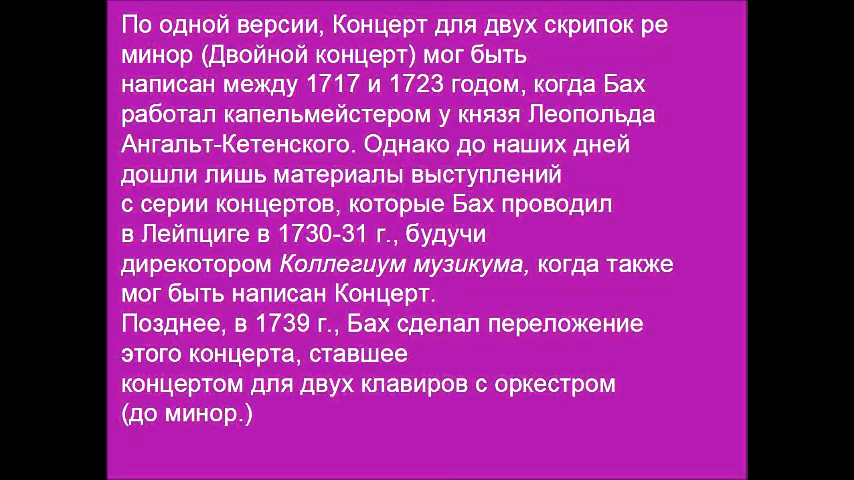 По одной версии, Концерт для двух скрипок ре
минор (Двойной концерт) мог быть
написан между 1717 и 1723 годом, когда Бах
работал капельмейстером у князя Леопольда
Ангальт-Кетенского. Однако до наших дней
дошли лишь материалы выступлений
с серии концертов, которые Бах проводил
в Лейпциге в 1730-31 г., будучи
дирекотором Коллегиум музикума, когда также
мог быть написан Концерт.
Позднее, в 1739 г., Бах сделал переложение
этого концерта, ставшее
концертом для двух клавиров с оркестром
(до минор.)